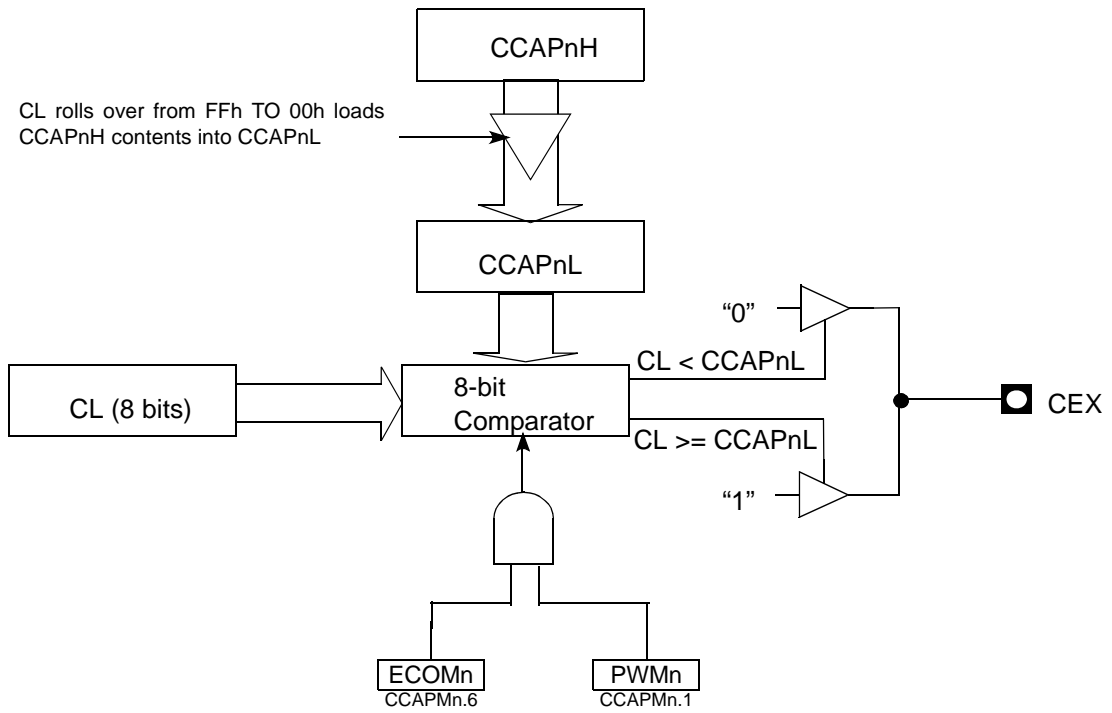 CCAPnH
CL rolls over from FFh TO 00h loads
CCAPnH contents into CCAPnL
CCAPnL
“0”
CL < CCAPnL
CL (8 bits)
8-bit
Comparator
CEX
CL >= CCAPnL
“1”
ECOMn
PWMn
CCAPMn.6
CCAPMn.1